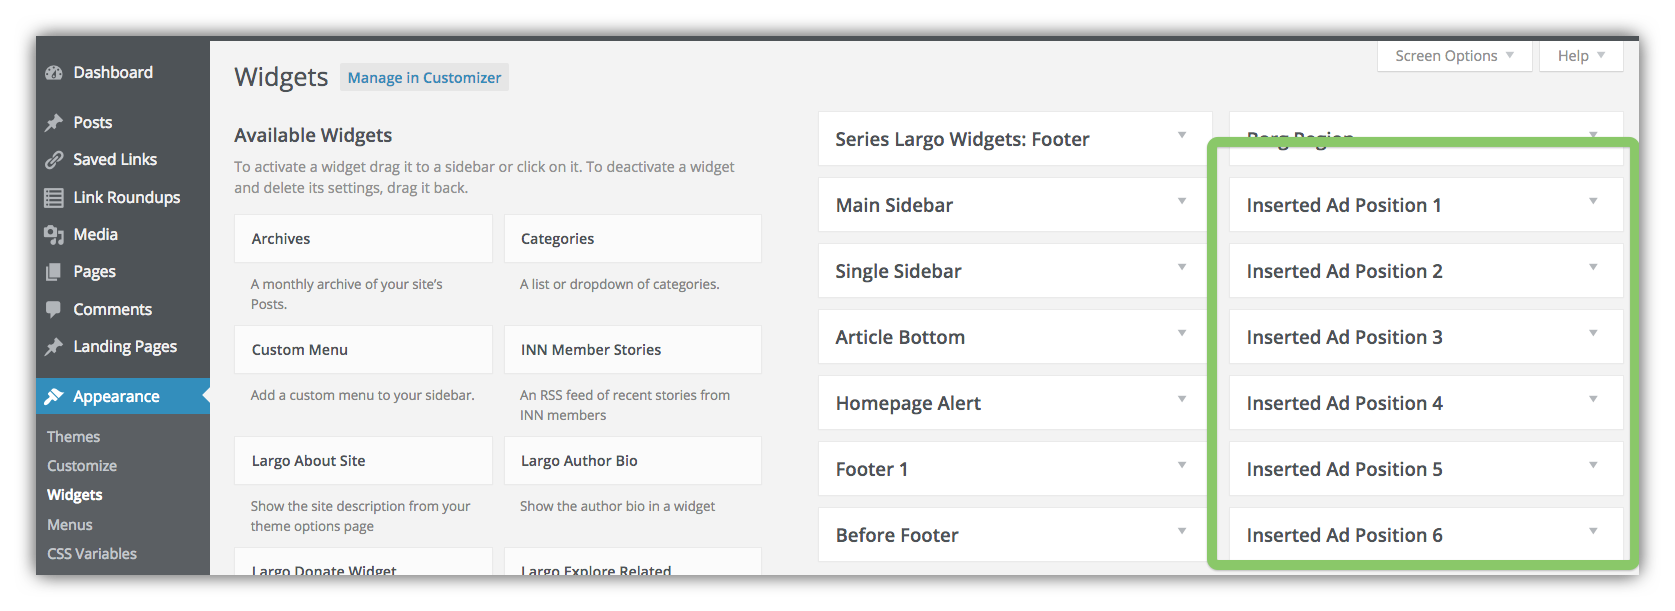 Dashboard
Posts
Saved Links
Link Roundups
Media
Pages
Comments
Landing Pages
Appearance
Themes
Customize
Widgets
Menus
CSS Variables
Screen Options
Help
Widgets
Manage in Customizer
Available Widgets
To activate a widget drag it to a sidebar or click on it. To deactivate a widget
and delete its settings, drag it back.
Archives
A monthly archive of your site's
Posts.
Categories
A list or dropdown of categories.
Custom Menu
Add a custom menu to your sidebar.
INN Member Stories
An RSS feed of recent stories from
INN members
Largo About Site
Show the site description from your
theme options page
Largo Author Bio
Show the author bio in a widget
Largo Donate Widget
Largo Explore Related
Series Largo Widgets: Footer
Main Sidebar
Single Sidebar
Article Bottom
Homepage Alert
Footer 1
Before Footer
Region
Inserted Ad Position 1
Inserted Ad Position 2
Inserted Ad Position 3
Inserted Ad Position 4
Inserted Ad Position 5
Inserted Ad Position 6